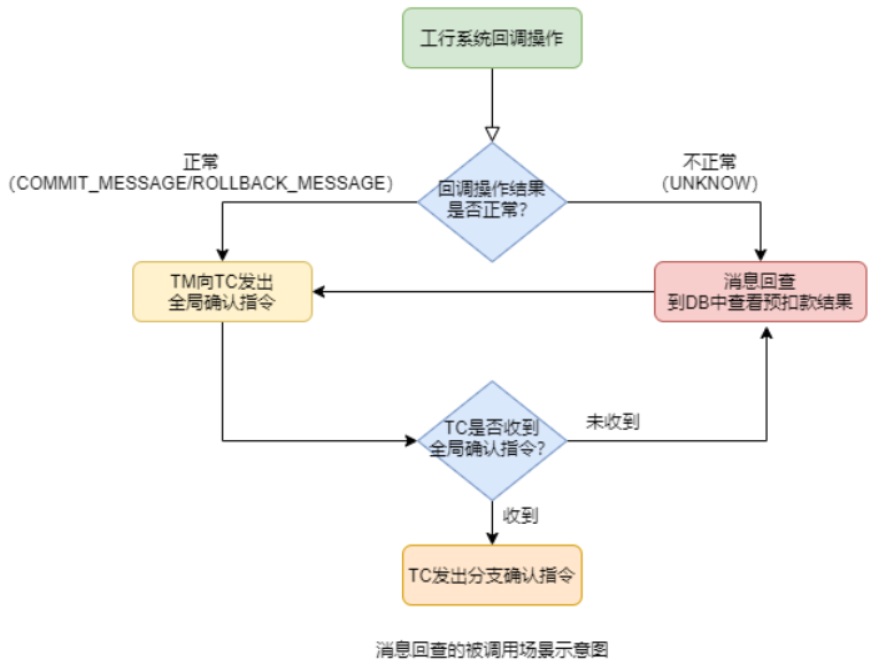 工行系统回调操作
正常
(COMMIT_MESSAGE/ROLLBACK_MESSAGE)
不正常
(UNKNOW)
回调操作结果
是否正常?
TM向TC发出
全局确认指令
消息回查
到DB中查看预扣款结果
TC是否收到
全局确认指令?
未收到
收到
TC发出分支确认指令
消息回查的被调用场景示意图